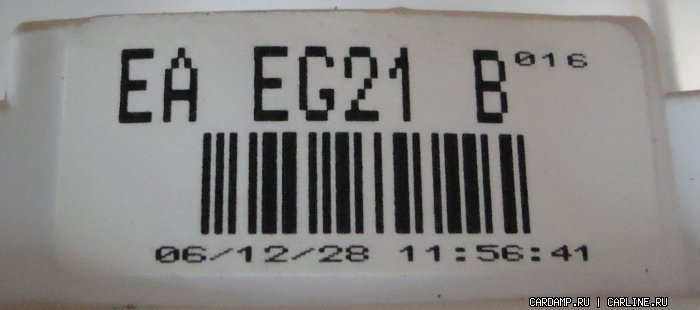 EA EG21 B 016
06/12/28 11:56:41
CARDAMP.RU | CARLINE.RU